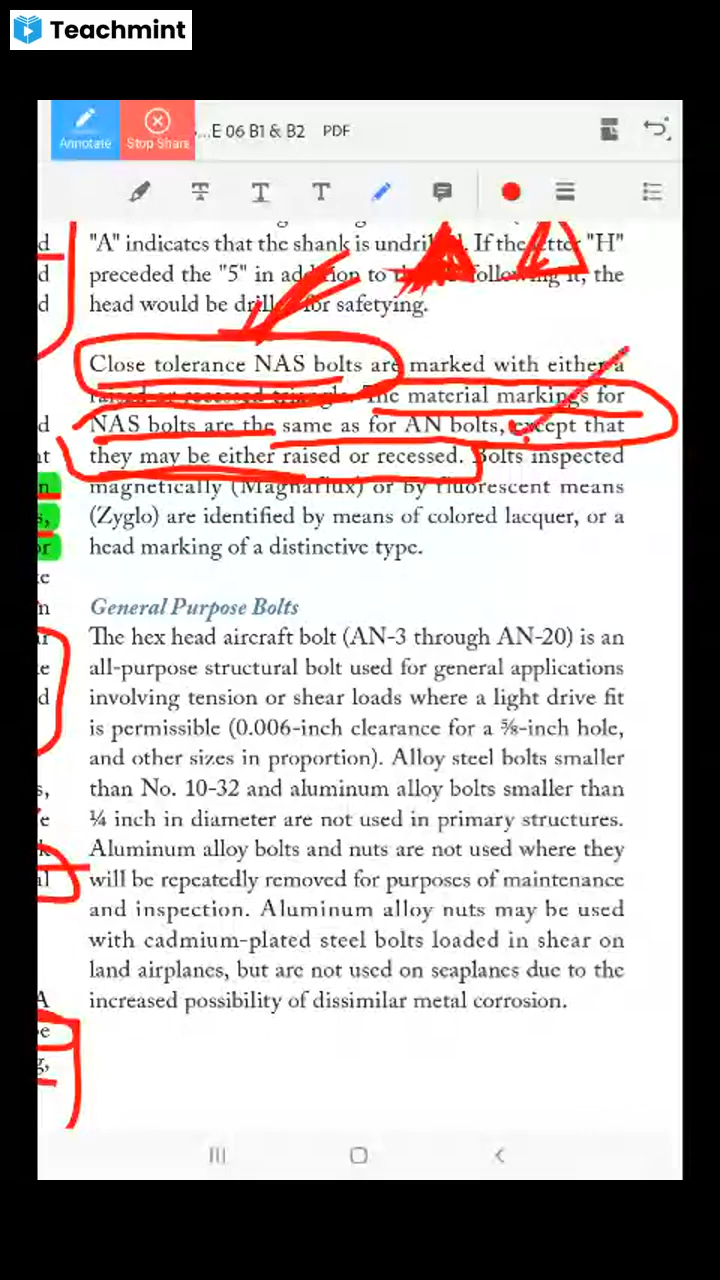 Teachmint
Annotate
Stop Share
...E 06 B1 & B2 PDF
"A" indicates that the shank is undrilled. If the letter "H"
preceded the "5" in addition to the following it, the
head would be drilled for safetying.
Close tolerance NAS bolts are marked with either a
raised or recessed triangle. The material markings for
NAS bolts are the same as for AN bolts, except that
they may be either raised or recessed. Bolts inspected
magnetically (Magnaflux) or by fluorescent means
(Zyglo) are identified by means of colored lacquer, or a
head marking of a distinctive type.
General Purpose Bolts
The hex head aircraft bolt (AN-3 through AN-20) is an
all-purpose structural bolt used for general applications
involving tension or shear loads where a light drive fit
is permissible (0.006-inch clearance for a ⅝-inch hole,
and other sizes in proportion). Alloy steel bolts smaller
than No. 10-32 and aluminum alloy bolts smaller than
¼ inch in diameter are not used in primary structures.
Aluminum alloy bolts and nuts are not used where they
will be repeatedly removed for purposes of maintenance
and inspection. Aluminum alloy nuts may be used
with cadmium-plated steel bolts loaded in shear on
land airplanes, but are not used on seaplanes due to the
increased possibility of dissimilar metal corrosion.